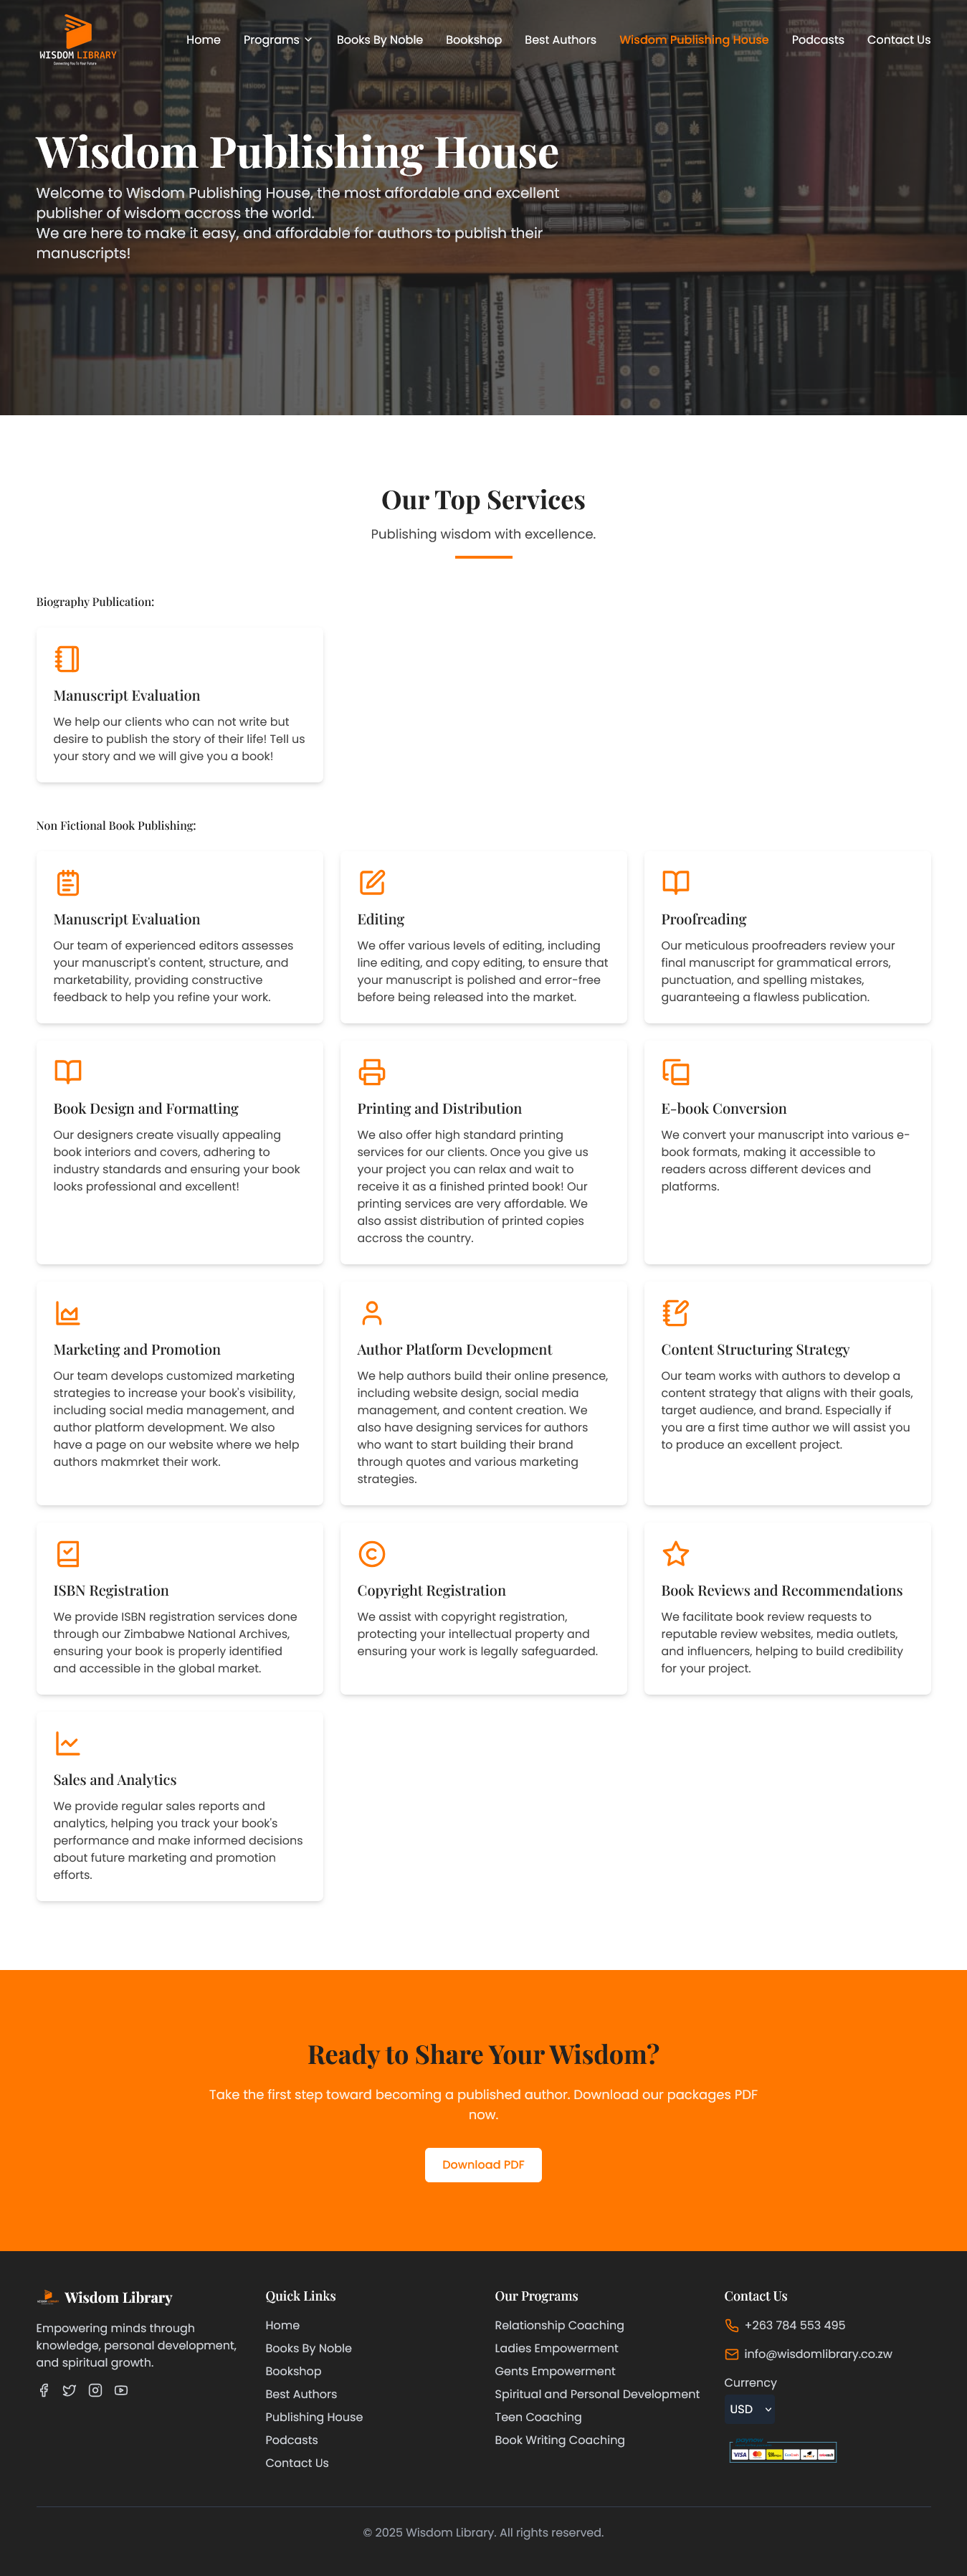 WISDOM LIBRARY
Home
Programs
Books By Noble
Bookshop
Best Authors
Wisdom Publishing House
Podcasts
Contact Us
Wisdom Publishing House
Welcome to Wisdom Publishing House, the most affordable and excellent
publisher of wisdom accross the world.
We are here to make it easy, and affordable for authors to publish their
manuscripts!
Vicios ancestrales
Antonio Gala
El manuscrito carmesí
Our Top Services
Publishing wisdom with excellence.
Biography Publication:
Manuscript Evaluation
We help our clients who can not write but
desire to publish the story of their life! Tell us
your story and we will give you a book!
Non Fictional Book Publishing:
Manuscript Evaluation
Our team of experienced editors assesses
your manuscript's content, structure, and
marketability, providing constructive
feedback to help you refine your work.
Editing
We offer various levels of editing, including
line editing, and copy editing, to ensure that
your manuscript is polished and error-free
before being released into the market.
Proofreading
Our meticulous proofreaders review your
final manuscript for grammatical errors,
punctuation, and spelling mistakes,
guaranteeing a flawless publication.
Book Design and Formatting
Our designers create visually appealing
book interiors and covers, adhering to
industry standards and ensuring your book
looks professional and excellent!
Printing and Distribution
We also offer high standard printing
services for our clients. Once you give us
your project you can relax and wait to
receive it as a finished printed book! Our
printing services are very affordable. We
also assist distribution of printed copies
accross the country.
E-book Conversion
We convert your manuscript into various e-
book formats, making it accessible to
readers across different devices and
platforms.
Marketing and Promotion
Our team develops customized marketing
strategies to increase your book's visibility,
including social media management, and
author platform development. We also
have a page on our website where we help
authors makmrket their work.
Author Platform Development
We help authors build their online presence,
including website design, social media
management, and content creation. We
also have designing services for authors
who want to start building their brand
through quotes and various marketing
strategies.
Content Structuring Strategy
Our team works with authors to develop a
content strategy that aligns with their goals,
target audience, and brand. Especially if
you are a first time author we will assist you
to produce an excellent project.
ISBN Registration
We provide ISBN registration services done
through our Zimbabwe National Archives,
ensuring your book is properly identified
and accessible in the global market.
Copyright Registration
We assist with copyright registration,
protecting your intellectual property and
ensuring your work is legally safeguarded.
Book Reviews and Recommendations
We facilitate book review requests to
reputable review websites, media outlets,
and influencers, helping to build credibility
for your project.
Sales and Analytics
We provide regular sales reports and
analytics, helping you track your book's
performance and make informed decisions
about future marketing and promotion
efforts.
Ready to Share Your Wisdom?
Take the first step toward becoming a published author. Download our packages PDF
now.
Download PDF
Wisdom Library
Empowering minds through
knowledge, personal development,
and spiritual growth.
Quick Links
Home
Books By Noble
Bookshop
Best Authors
Publishing House
Podcasts
Contact Us
Our Programs
Relationship Coaching
Ladies Empowerment
Gents Empowerment
Spiritual and Personal Development
Teen Coaching
Book Writing Coaching
Contact Us
+263 784 553 495
info@wisdomlibrary.co.zw
Currency
USD
VISA
© 2025 Wisdom Library. All rights reserved.